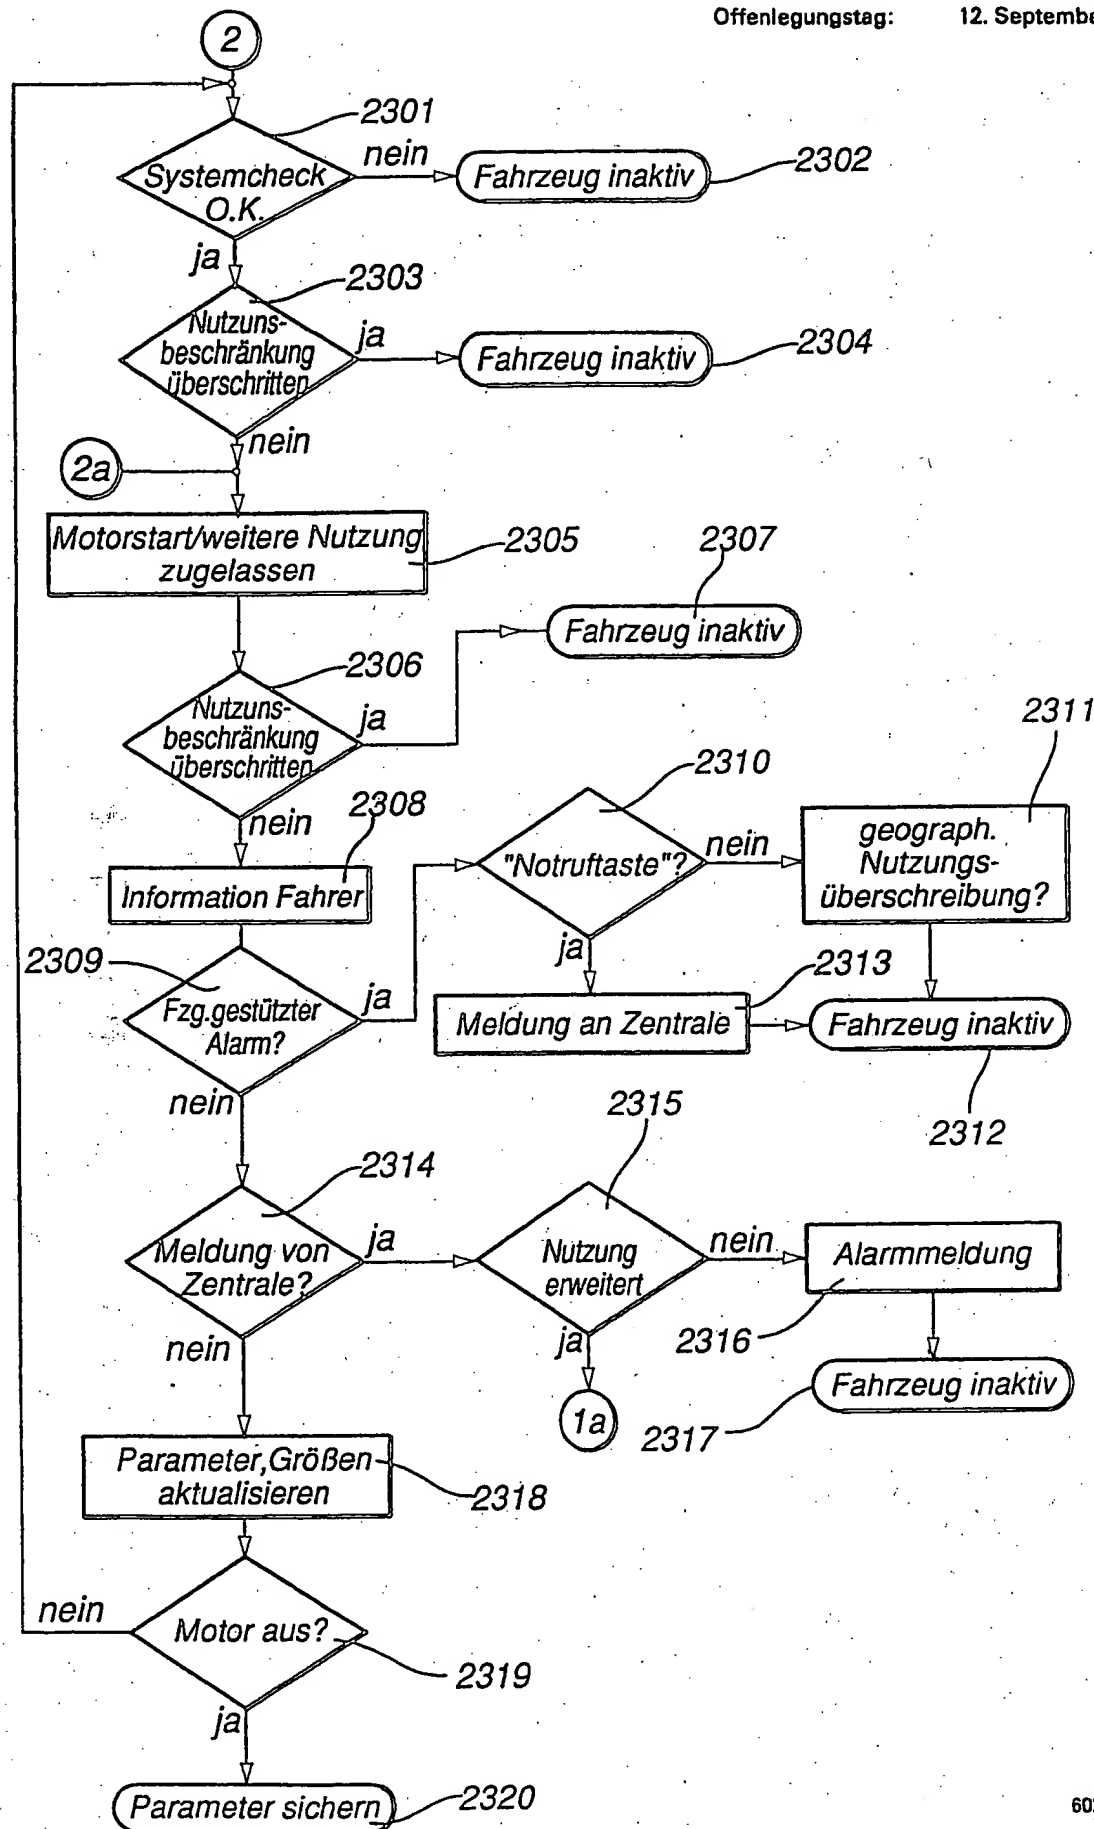 Offenlegungstag: 12. Septembe
2
2301
nein
Systemcheck
O.K.
Fahrzeug inaktiv
2302
ja
2303
Nutzuns-
beschränkung
überschritten
ja
Fahrzeug inaktiv
2304
nein
2a
Motorstart/weitere Nutzung
zugelassen
2305
2307
Fahrzeug inaktiv
2306
Nutzuns-
beschränkung
überschritten
ja
nein
2308
Information Fahrer
2310
"Notruftaste"?
nein
2311
geograph.
Nutzungs-
überschreibung?
ja
2309
Fzg.gestützter
Alarm?
ja
2313
Meldung an Zentrale
Fahrzeug inaktiv
2312
nein
2314
Meldung von
Zentrale?
ja
2315
Nutzung
erweitert
nein
Alarmmeldung
2316
ja
1a
Fahrzeug inaktiv
2317
nein
Parameter,Größen
aktualisieren
2318
nein
Motor aus?
2319
ja
Parameter sichern
2320
602